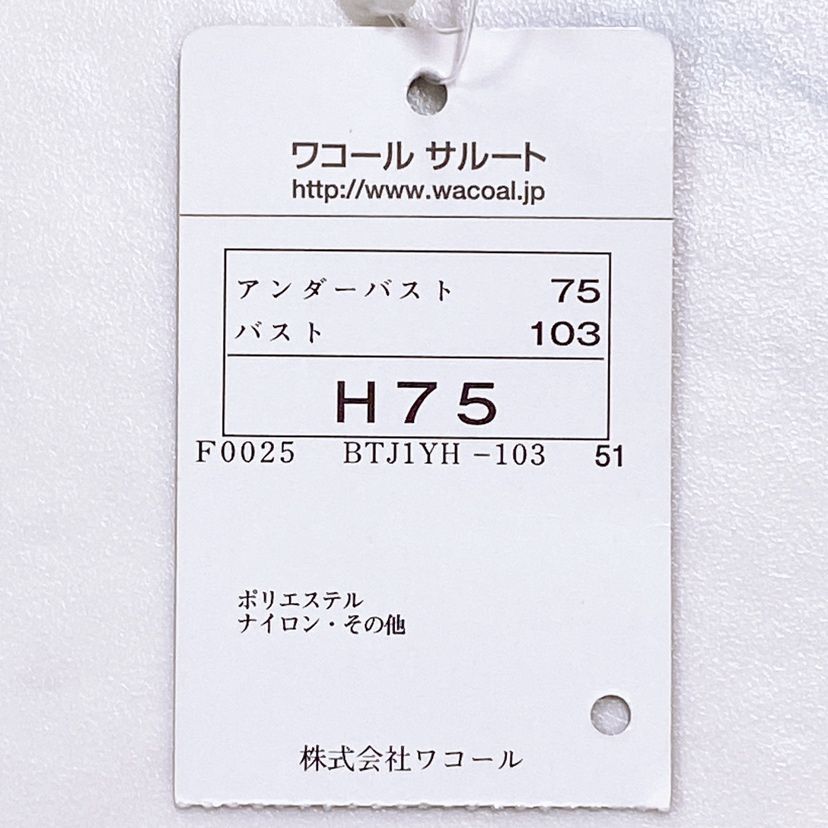 ワコール サルート
http://www.wacoal.jp
アンダーバスト 75
バスト 103
H75
F0025 BTJ1YH -103 51
ポリエステル
ナイロン・その他
株式会社ワコール